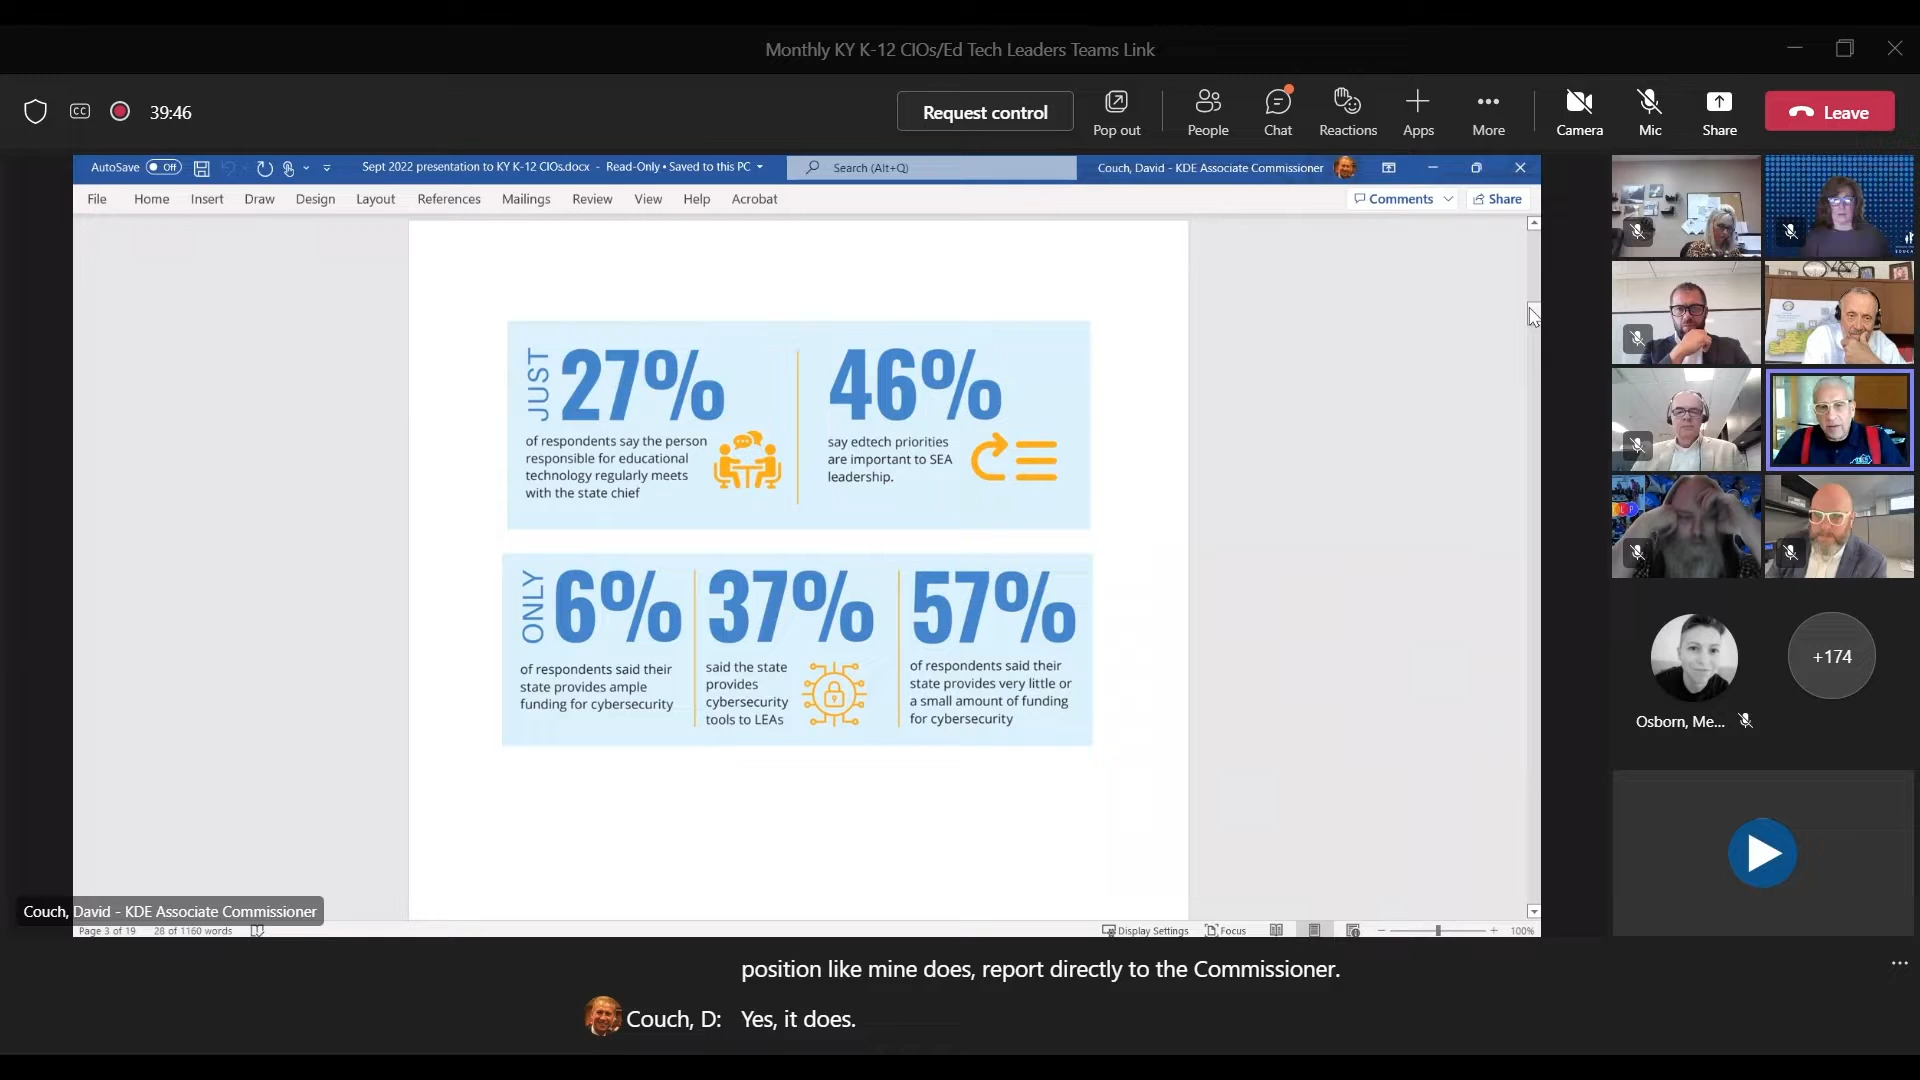 Monthly KY K-12 CIOs/Ed Tech Leaders Teams Link
CC
39:46
Request control
Pop out
People
Chat
Reactions
Apps
More
Camera
Mic
Share
Leave
AutoSave Off
Sept 2022 presentation to KY K-12 CIOs.docx - Read-Only • Saved to this PC
Search (Alt+Q)
Couch, David - KDE Associate Commissioner
File Home Insert Draw Design Layout References Mailings Review View Help Acrobat
Comments
Share
JUST 27%
of respondents say the person
responsible for educational
technology regularly meets
with the state chief
46%
say edtech priorities
are important to SEA
leadership.
ONLY 6%
of respondents said their
state provides ample
funding for cybersecurity
37%
said the state
provides
cybersecurity
tools to LEAs
57%
of respondents said their
state provides very little or
a small amount of funding
for cybersecurity
+174
Osborn, Me...
Couch, David - KDE Associate Commissioner
Page 3 of 19 28 of 1160 words
Display Settings Focus
100%
position like mine does, report directly to the Commissioner.
Couch, D: Yes, it does.